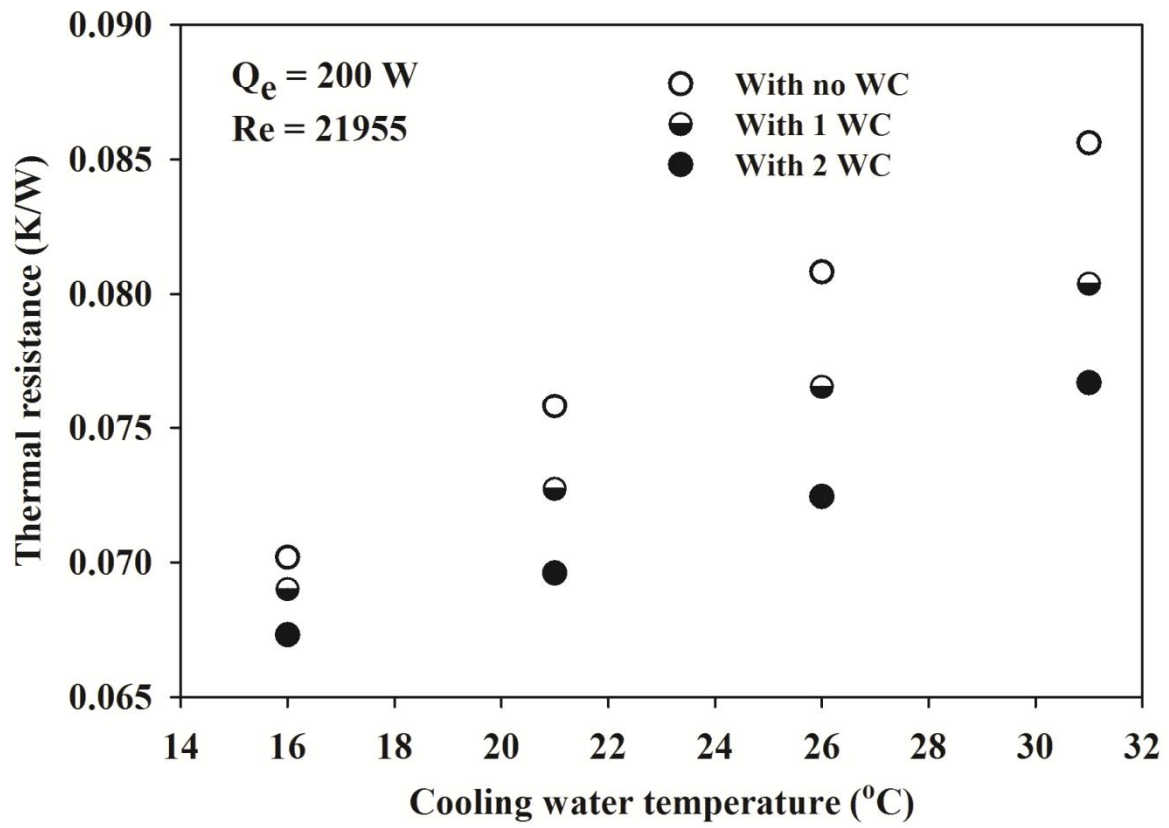 0.090
0.085
0.080
0.075
0.070
0.065
Thermal resistance (K/W)
Qe = 200 W
Re = 21955
With no WC
With 1 WC
With 2 WC
14 16 18 20 22 24 26 28 30 32
Cooling water temperature (oC)